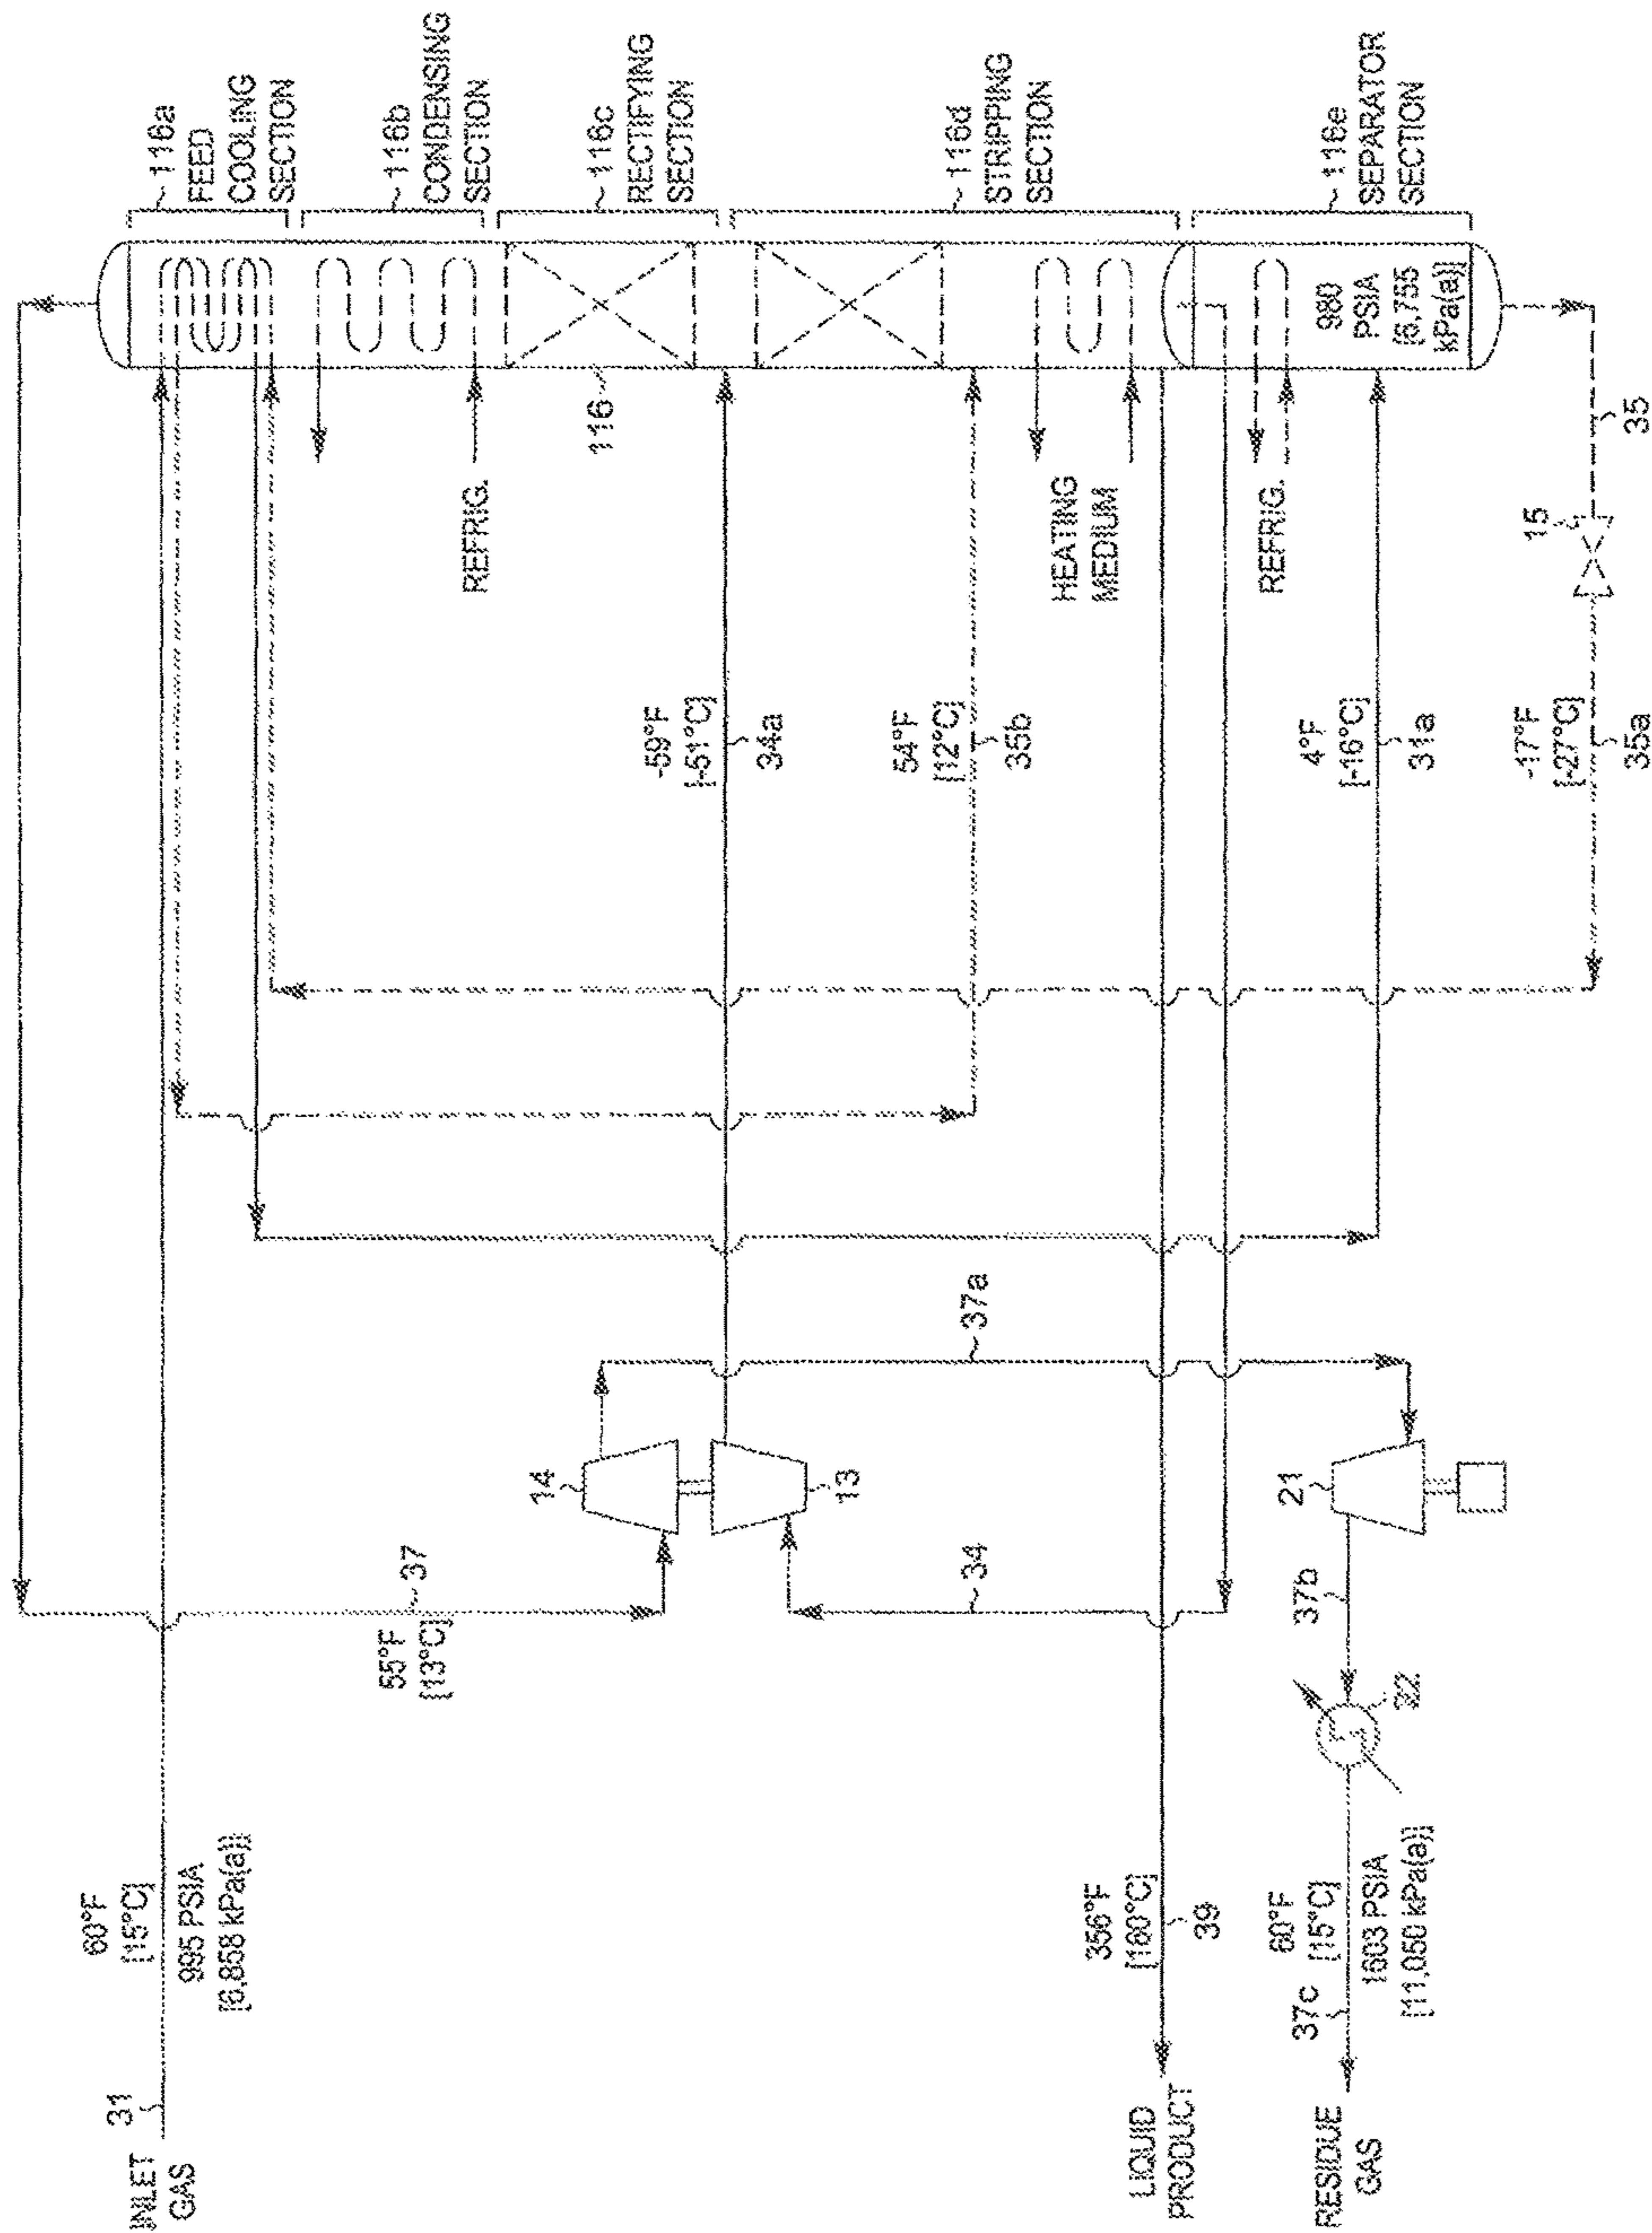 INLET
GAS
31
60°F
[15°C]
995 PSIA
[6,858 kPa(a)]
37
55°F
[13°C]
14
13
34
37a
-59°F
[-51°C]
34a
54°F
[12°C]
35b
4°F
[-16°C]
31a
-17°F
[-27°C]
35a
15
35
REFRIG.
116
HEATING
MEDIUM
REFRIG.
980
PSIA
[6,755
kPa(a)]
116a
FEED
COOLING
SECTION
116b
CONDENSING
SECTION
116c
RECTIFYING
SECTION
116d
STRIPPING
SECTION
116e
SEPARATOR
SECTION
LIQUID
PRODUCT
356°F
[180°C]
39
RESIDUE
GAS
37c
60°F
[15°C]
1603 PSIA
[11,050 kPa(a)]
22
37b
21